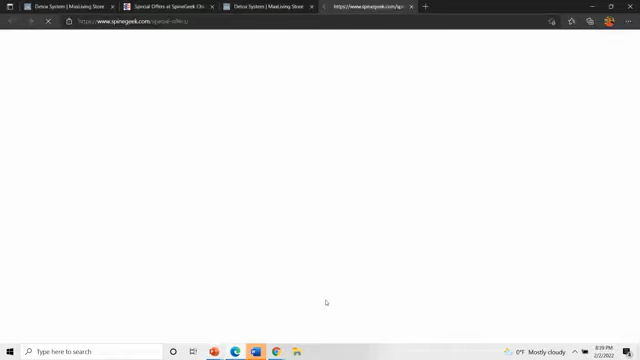 Detox System | MaxLiving Store
Special Offers at SpineGeek Chi
Detox System | MaxLiving Store
https://www.spinegeek.com/sp
https://www.spinegeek.com/special-offers/
Type here to search
0°F Mostly cloudy
8:39 PM
2/2/2022